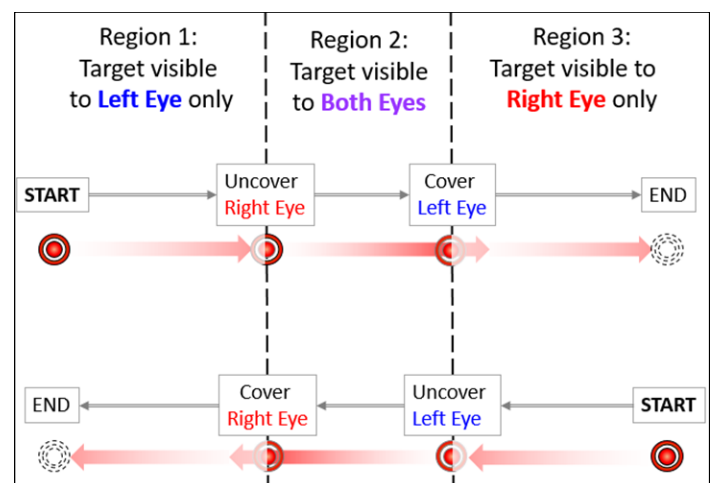 Region 1:
Target visible
to Left Eye only
Region 2:
Target visible
to Both Eyes
Region 3:
Target visible to
Right Eye only
START
Uncover
Right Eye
Cover
Left Eye
END
END
Cover
Right Eye
Uncover
Left Eye
START